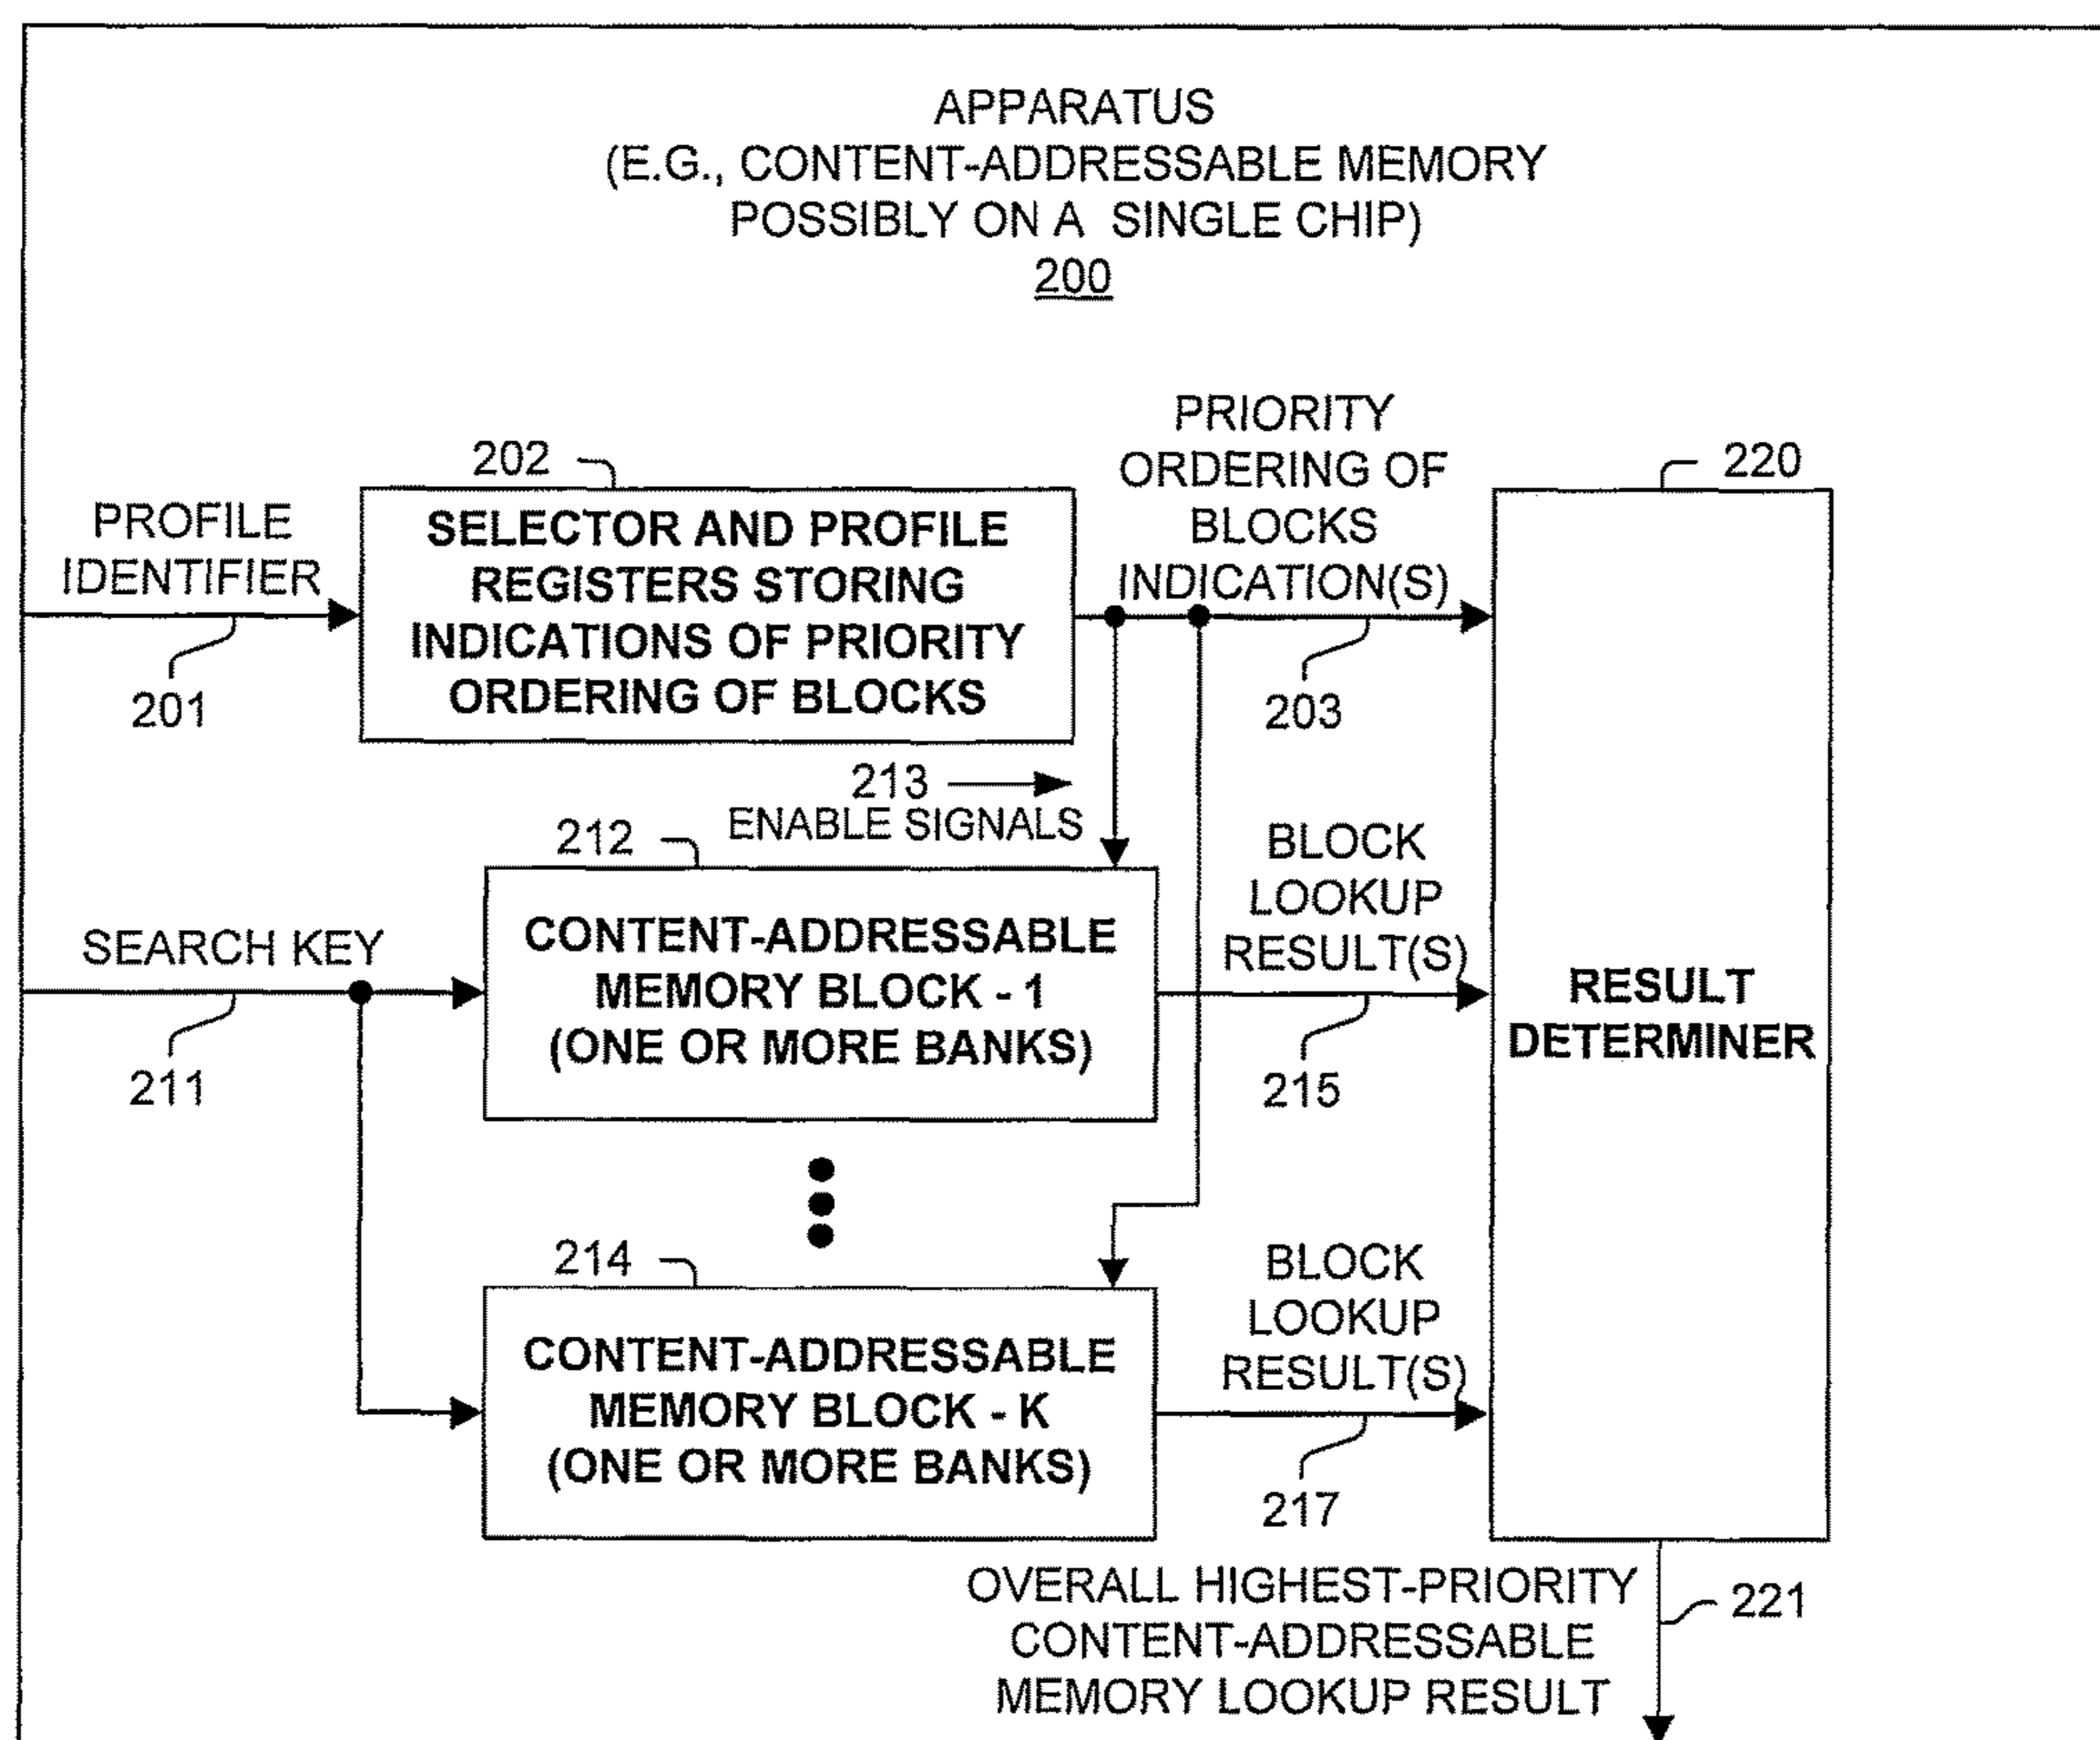 APPARATUS
(E.G., CONTENT-ADDRESSABLE MEMORY
POSSIBLY ON A SINGLE CHIP)
200
PROFILE
IDENTIFIER
201
202
SELECTOR AND PROFILE
REGISTERS STORING
INDICATIONS OF PRIORITY
ORDERING OF BLOCKS
PRIORITY
ORDERING OF
BLOCKS
INDICATION(S)
203
220
213
ENABLE SIGNALS
SEARCH KEY
211
212
CONTENT-ADDRESSABLE
MEMORY BLOCK - 1
(ONE OR MORE BANKS)
BLOCK
LOOKUP
RESULT(S)
215
RESULT
DETERMINER
214
CONTENT-ADDRESSABLE
MEMORY BLOCK - K
(ONE OR MORE BANKS)
BLOCK
LOOKUP
RESULT(S)
217
OVERALL HIGHEST-PRIORITY
CONTENT-ADDRESSABLE
MEMORY LOOKUP RESULT
221